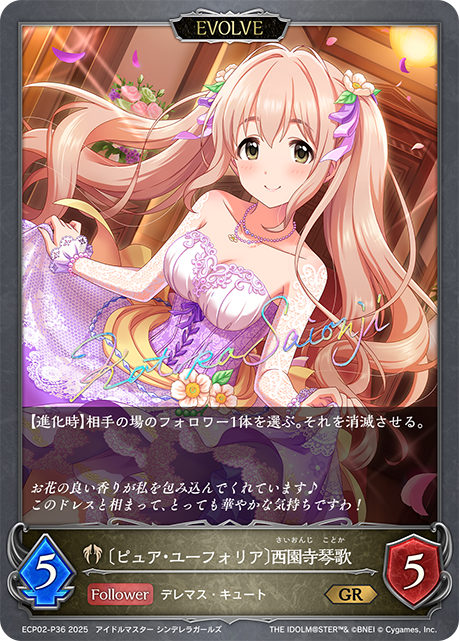 EVOLVE
Kotoka Saionji
【進化時】相手の場のフォロワー1体を選ぶ。それを消滅させる。
お花の良い香りが私を包み込んでくれています♪
このドレスと相まって、とっても華やかな気持ちですわ！
さいおんじ ことか
〔ピュア・ユーフォリア〕西園寺琴歌
5
5
Follower デレマス・キュート GR
ECP02-P36 2025 アイドルマスター シンデレラガールズ THE IDOLM@STER™& ©BNEI © Cygames, Inc.